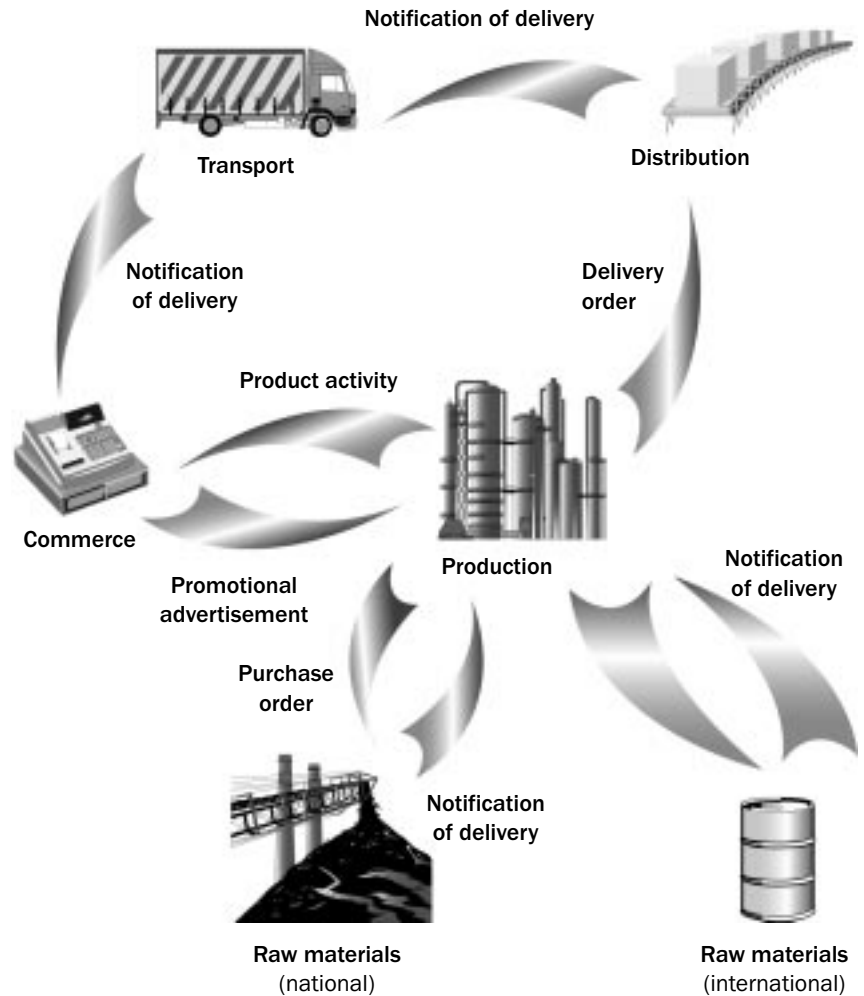 Notification of delivery
Transport
Distribution
Notification
of delivery
Delivery
order
Product activity
Commerce
Production
Promotional
advertisement
Notification
of delivery
Purchase
order
Notification
of delivery
Raw materials
(national)
Raw materials
(international)